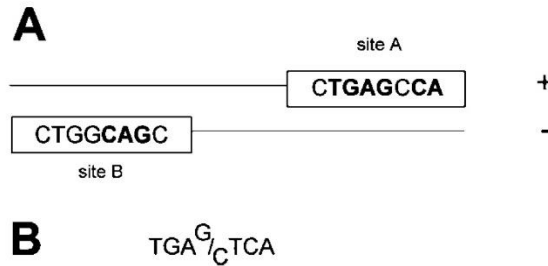 A
site A
CTGAGCCA +
CTGGCAGC -
site B
B TGAG/CTCA